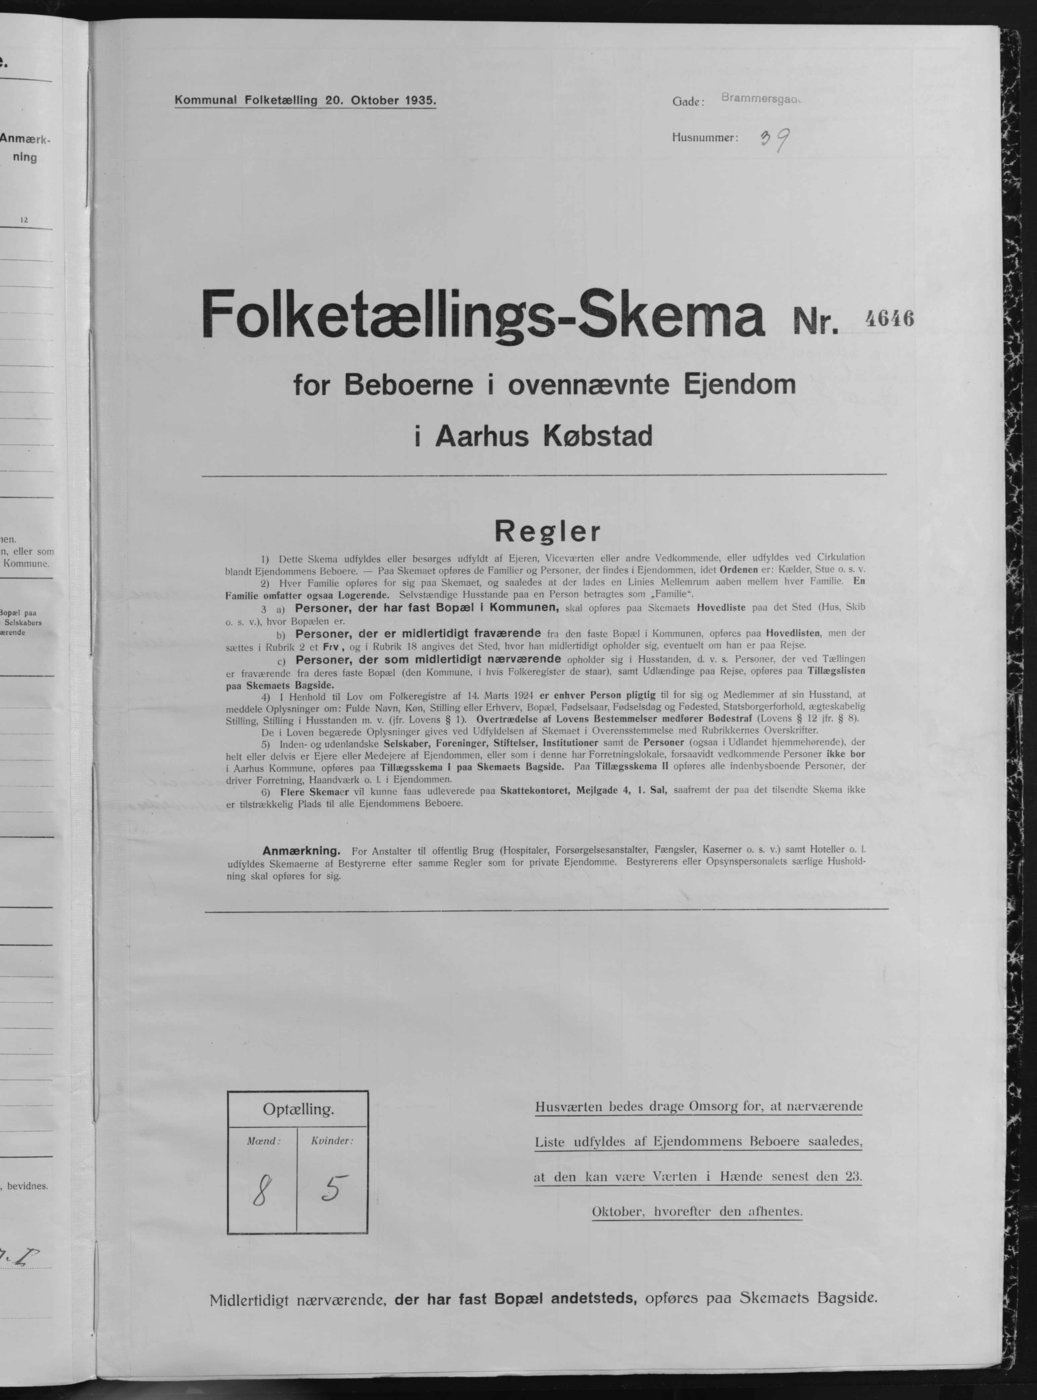 e.
Anmærk-
ning
12
nen.
n, eller som
Kommune.
Bopæl paa
Selskabers
ærende
, bevidnes.
Kommunal Folketælling 20. Oktober 1935.
Gade: Brammersgad.
Husnummer: 39
Folketællings-Skema Nr. 4646
for Beboerne i ovennævnte Ejendom
i Aarhus Købstad
Regler
1) Dette Skema udfyldes eller besørges udfyldt af Ejeren, Viceværten eller andre Vedkommende, eller udfyldes ved Cirkulation
blandt Ejendommens Beboere. — Paa Skemaet opføres de Familier og Personer, der findes i Ejendommen, idet Ordenen er: Kælder, Stue o. s. v.
2) Hver Familie opføres for sig paa Skemaet, og saaledes at der lades en Linies Mellemrum aaben mellem hver Familie. En
Familie omfatter ogsaa Logerende. Selvstændige Husstande paa en Person betragtes som „Familie“.
3 a) Personer, der har fast Bopæl i Kommunen, skal opføres paa Skemaets Hovedliste paa det Sted (Hus, Skib
o. s. v.), hvor Bopælen er.
b) Personer, der er midlertidigt fraværende fra den faste Bopæl i Kommunen, opføres paa Hovedlisten, men der
sættes i Rubrik 2 et Frv, og i Rubrik 18 angives det Sted, hvor han midlertidigt opholder sig, eventuelt om han er paa Rejse.
c) Personer, der som midlertidigt nærværende opholder sig i Husstanden, d. v. s. Personer, der ved Tællingen
er fraværende fra deres faste Bopæl (den Kommune, i hvis Folkeregister de staar), samt Udlændinge paa Rejse, opføres paa Tillægslisten
paa Skemaets Bagside.
4) I Henhold til Lov om Folkeregistre af 14. Marts 1924 er enhver Person pligtig til for sig og Medlemmer af sin Husstand, at
meddele Oplysninger om: Fulde Navn, Køn, Stilling eller Erhverv, Bopæl, Fødselsaar, Fødselsdag og Fødested, Statsborgerforhold, ægteskabelig
Stilling, Stilling i Husstanden m. v. (jfr. Lovens § 1). Overtrædelse af Lovens Bestemmelser medfører Bødestraf (Lovens § 12 jfr. § 8).
De i Loven begærede Oplysninger gives ved Udfyldelsen af Skemaet i Overensstemmelse med Rubrikkernes Overskrifter.
5) Inden- og udenlandske Selskaber, Foreninger, Stiftelser, Institutioner samt de Personer (ogsaa i Udlandet hjemmehørende), der
helt eller delvis er Ejere eller Medejere af Ejendommen, eller som i denne har Forretningslokale, forsaavidt vedkommende Personer ikke bor
i Aarhus Kommune, opføres paa Tillægsskema I paa Skemaets Bagside. Paa Tillægsskema II opføres alle indenbysboende Personer, der
driver Forretning, Haandværk o. l. i Ejendommen.
6) Flere Skemaer vil kunne faas udleverede paa Skattekontoret, Mejlgade 4, 1. Sal, saafremt der paa det tilsendte Skema ikke
er tilstrækkelig Plads til alle Ejendommens Beboere.
Anmærkning. For Anstalter til offentlig Brug (Hospitaler, Forsørgelsesanstalter, Fængsler, Kaserner o. s. v.) samt Hoteller o. l.
udfyldes Skemaerne af Bestyrerne efter samme Regler som for private Ejendomme. Bestyrerens eller Opsynspersonalets særlige Hushold-
ning skal opføres for sig.
Optælling.
Mænd: Kvinder:
8 5
Husværten bedes drage Omsorg for, at nærværende
Liste udfyldes af Ejendommens Beboere saaledes,
at den kan være Værten i Hænde senest den 23.
Oktober, hvorefter den afhentes.
Midlertidigt nærværende, der har fast Bopæl andetsteds, opføres paa Skemaets Bagside.